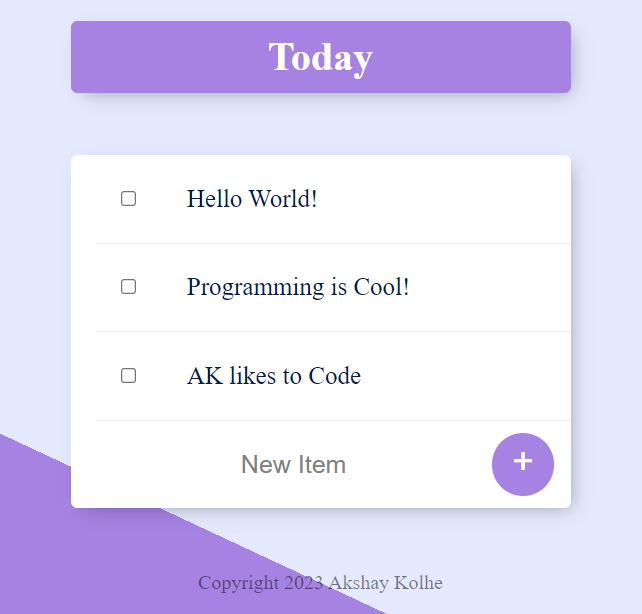 Today
Hello World!
Programming is Cool!
AK likes to Code
New Item
+
Copyright 2023 Akshay Kolhe